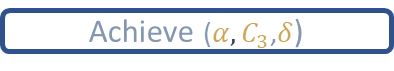 Achieve (𝛼, 𝐶₃,𝛿)